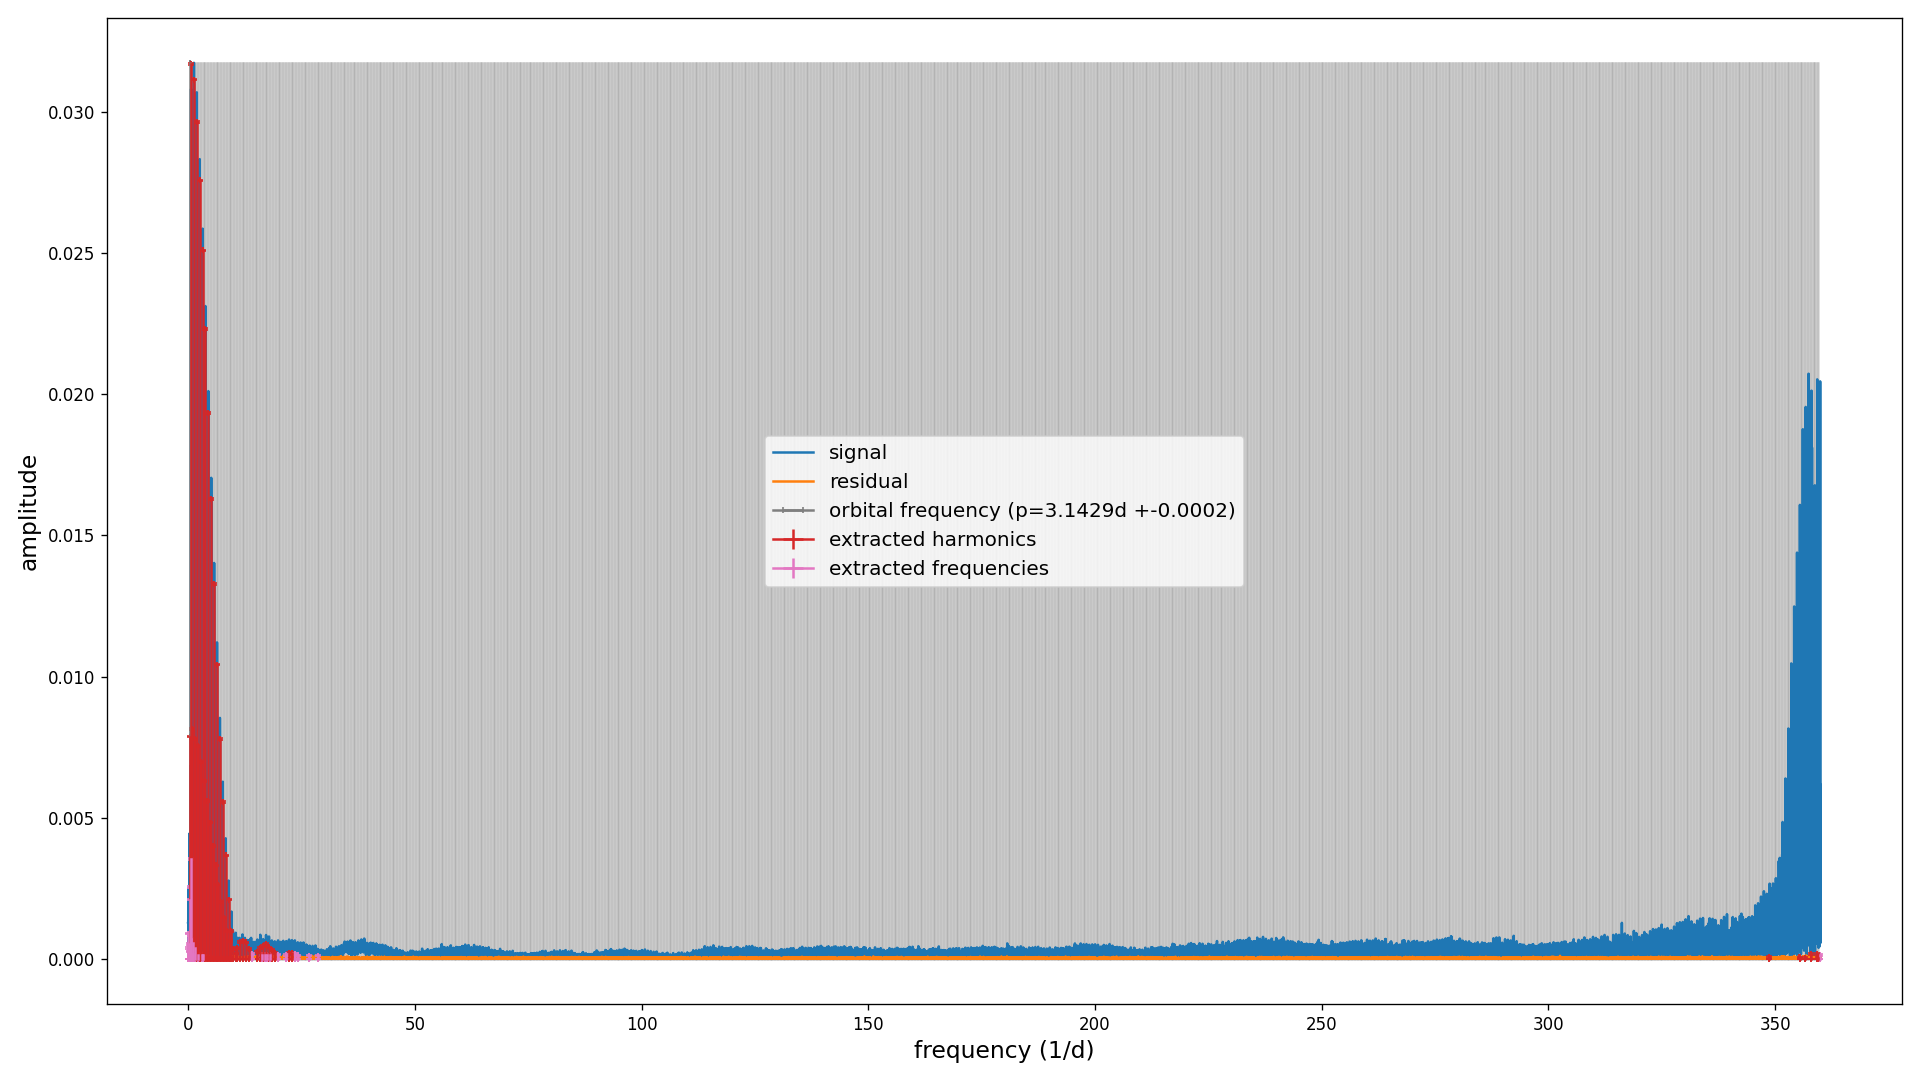 0.030
0.025
0.020
0.015
0.010
0.005
0.000
amplitude
signal
residual
orbital frequency (p=3.1429d +-0.0002)
extracted harmonics
extracted frequencies
0 50 100 150 200 250 300 350
frequency (1/d)